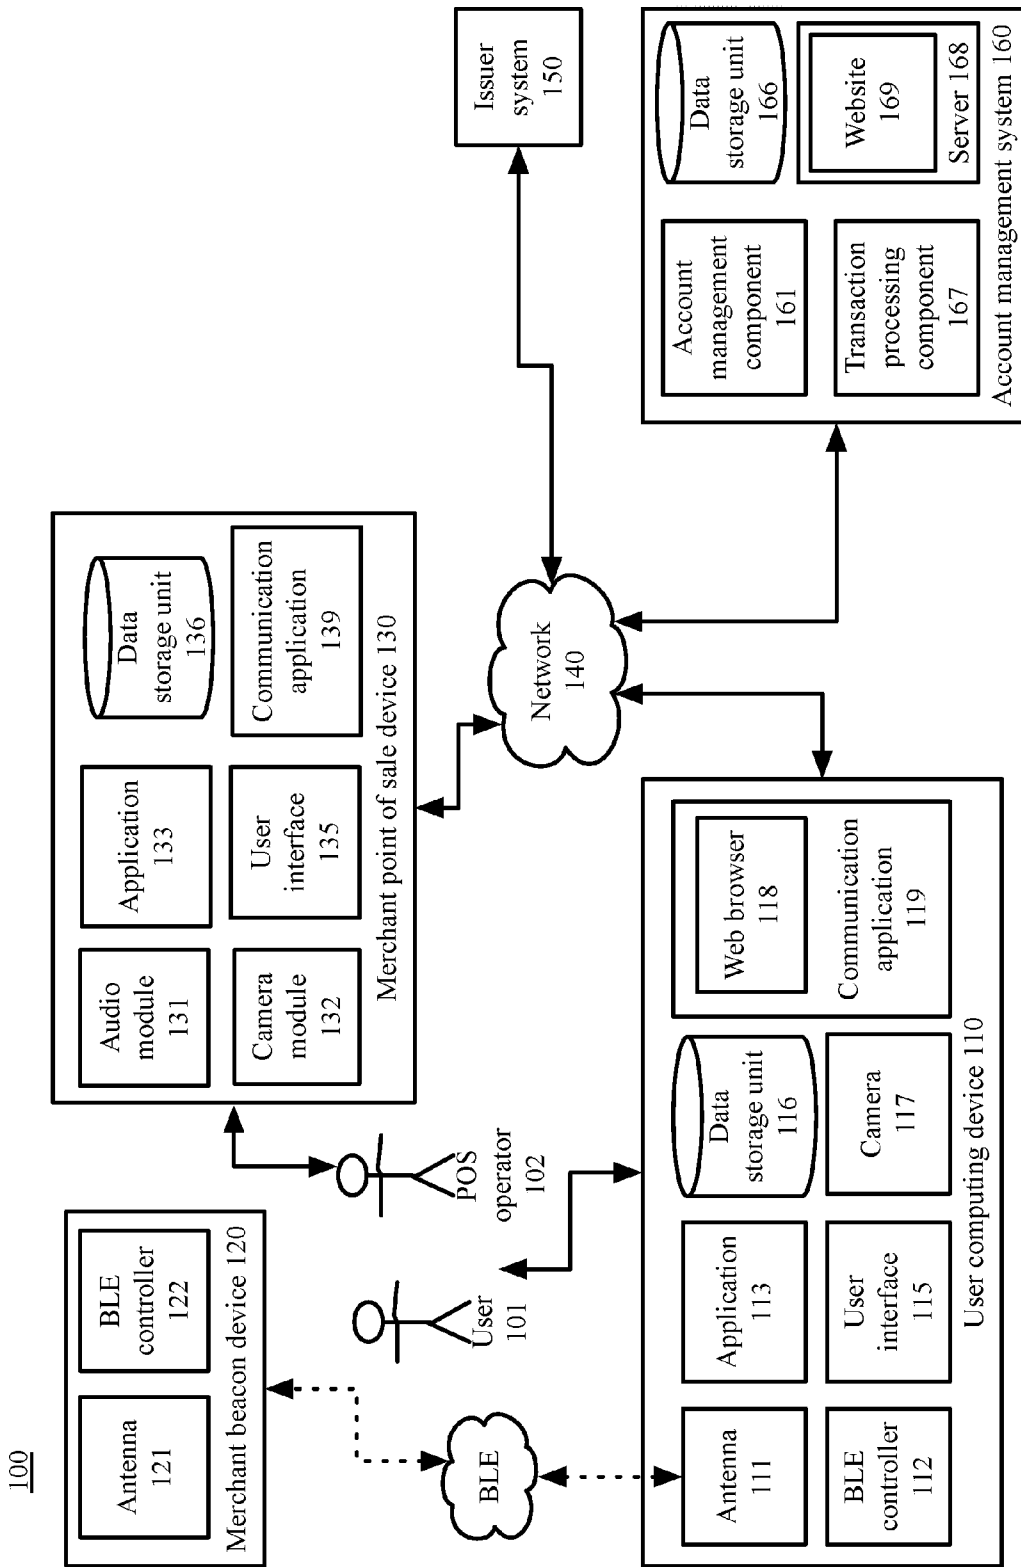 100
Antenna
121
BLE
controller
122
Merchant beacon device 120
Audio
module
131
Application
133
Data
storage unit
136
Camera
module
132
User
interface
135
Communication
application
139
Merchant point of sale device 130
BLE
User
101
POS
operator
102
Network
140
Issuer
system
150
Antenna
111
Application
113
Data
storage unit
116
Web browser
118
BLE
controller
112
User
interface
115
Camera
117
Communication
application
119
User computing device 110
Account
management
component
161
Data
storage unit
166
Transaction
processing
component
167
Website
169
Server 168
Account management system 160